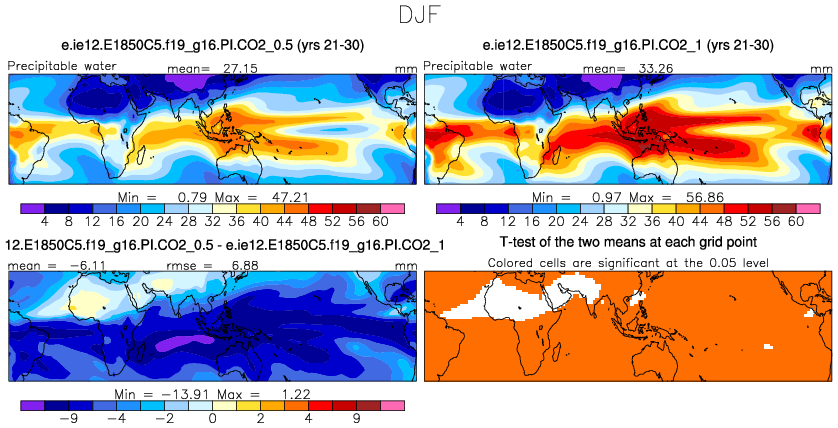 DJF
e.ie12.E1850C5.f19_g16.PI.CO2_0.5 (yrs 21-30)
Precipitable water mean= 27.15 mm
Min = 0.79 Max = 47.21
4 8 12 16 20 24 28 32 36 40 44 48 52 56 60
e.ie12.E1850C5.f19_g16.PI.CO2_1 (yrs 21-30)
Precipitable water mean= 33.26 mm
Min = 0.97 Max = 56.86
4 8 12 16 20 24 28 32 36 40 44 48 52 56 60
12.E1850C5.f19_g16.PI.CO2_0.5 - e.ie12.E1850C5.f19_g16.PI.CO2_1
mean = -6.11 rmse = 6.88 mm
Min = -13.91 Max = 1.22
-9 -4 -2 0 2 4 9
T-test of the two means at each grid point
Colored cells are significant at the 0.05 level